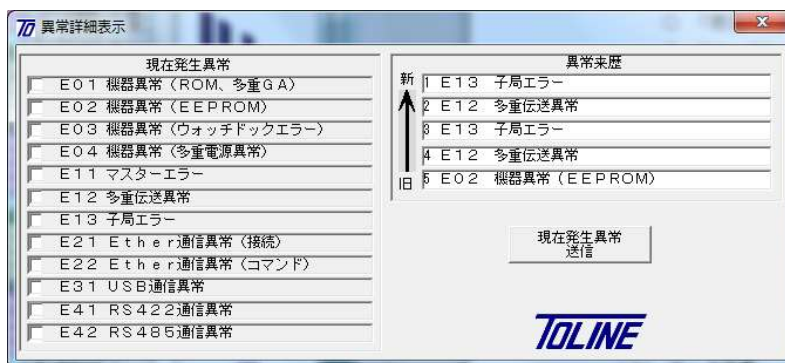 TO 異常詳細表示
現在発生異常
E01 機器異常（ROM、多重GA）
E02 機器異常（EEPROM）
E03 機器異常（ウォッチドックエラー）
E04 機器異常（多重電源異常）
E11 マスターエラー
E12 多重伝送異常
E13 子局エラー
E21 Ether通信異常（接続）
E22 Ether通信異常（コマンド）
E31 USB通信異常
E41 RS422通信異常
E42 RS485通信異常
異常来歴
新
1 E13 子局エラー
2 E12 多重伝送異常
3 E13 子局エラー
4 E12 多重伝送異常
旧 5 E02 機器異常（EEPROM）
現在発生異常
送信
TOLINE